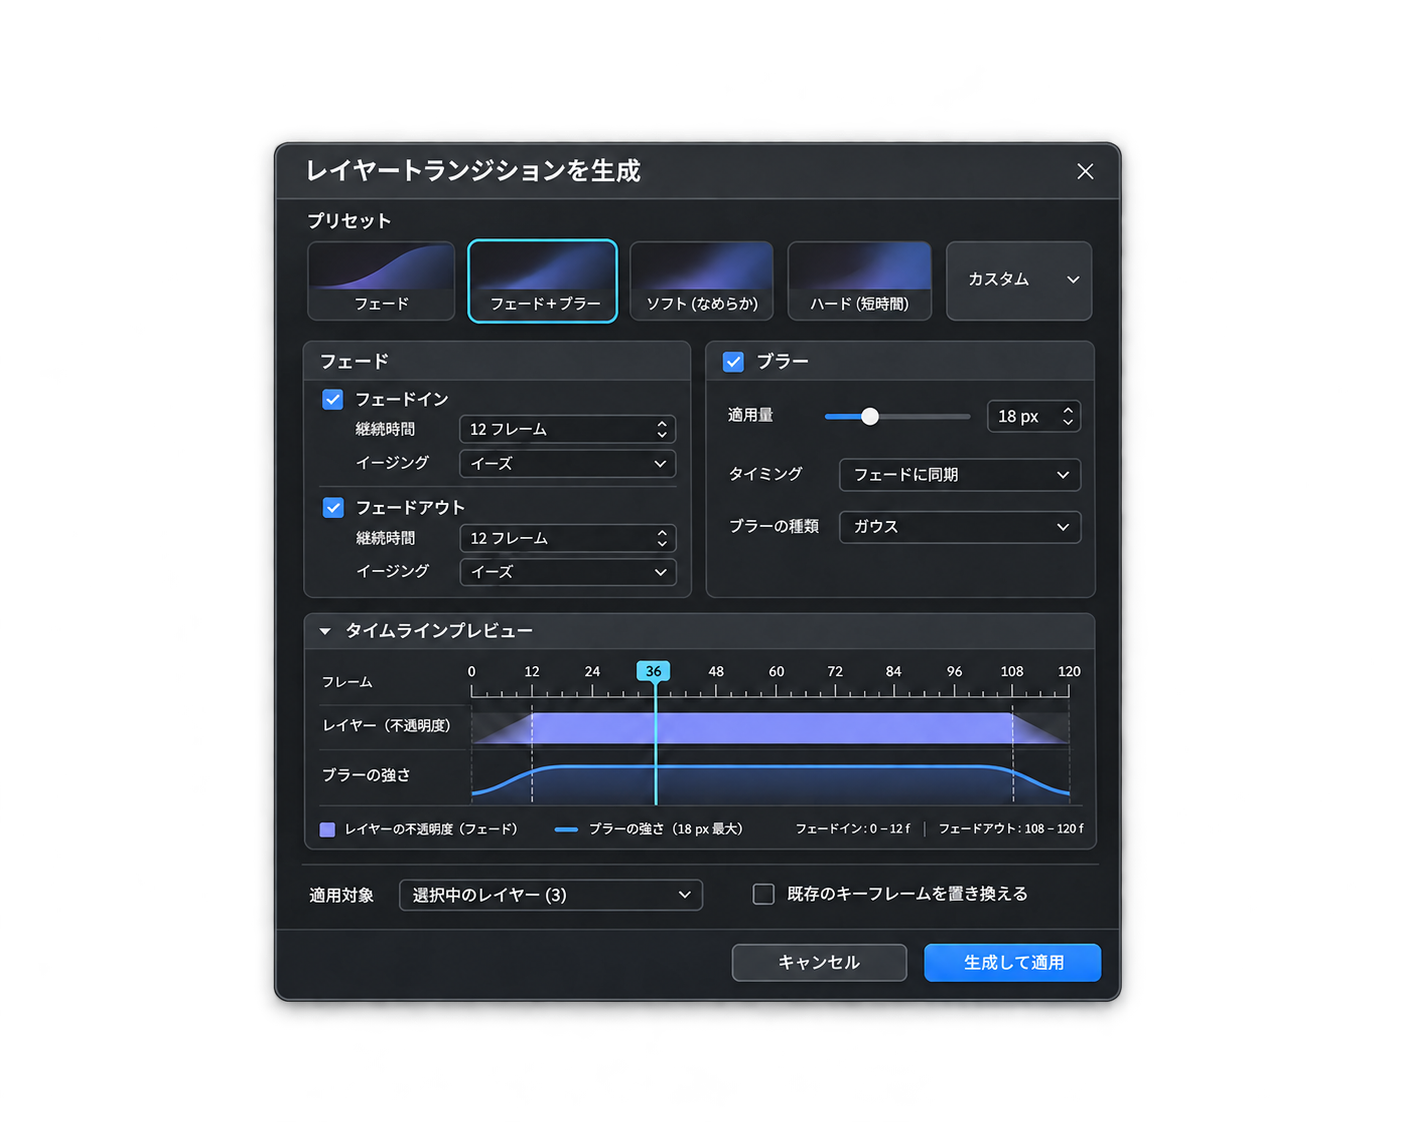 レイヤートランジションを生成
プリセット
フェード
フェード+ブラー
ソフト (なめらか)
ハード (短時間)
カスタム
フェード
フェードイン
継続時間 12 フレーム
イージング イーズ
フェードアウト
継続時間 12 フレーム
イージング イーズ
ブラー
適用量 18 px
タイミング フェードに同期
ブラーの種類 ガウス
タイムラインプレビュー
フレーム 0 12 24 36 48 60 72 84 96 108 120
レイヤー (不透明度)
ブラーの強さ
レイヤーの不透明度 (フェード) ブラーの強さ (18 px 最大) フェードイン: 0 – 12 f フェードアウト: 108 – 120 f
適用対象 選択中のレイヤー (3) 既存のキーフレームを置き換える
キャンセル 生成して適用